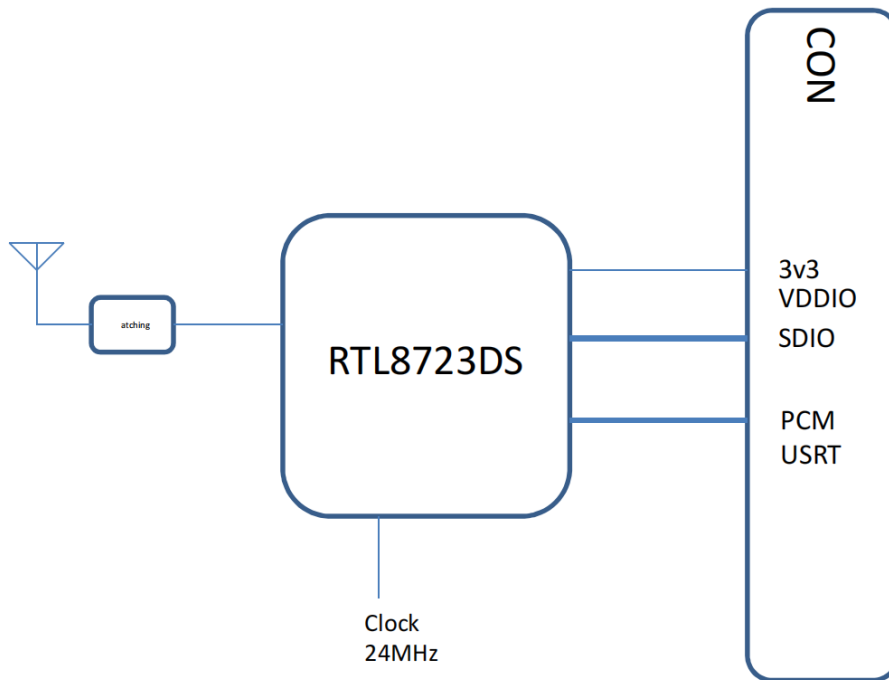 CON
3v3
VDDIO
atching
SDIO
RTL8723DS
PCM
USRT
Clock
24MHz